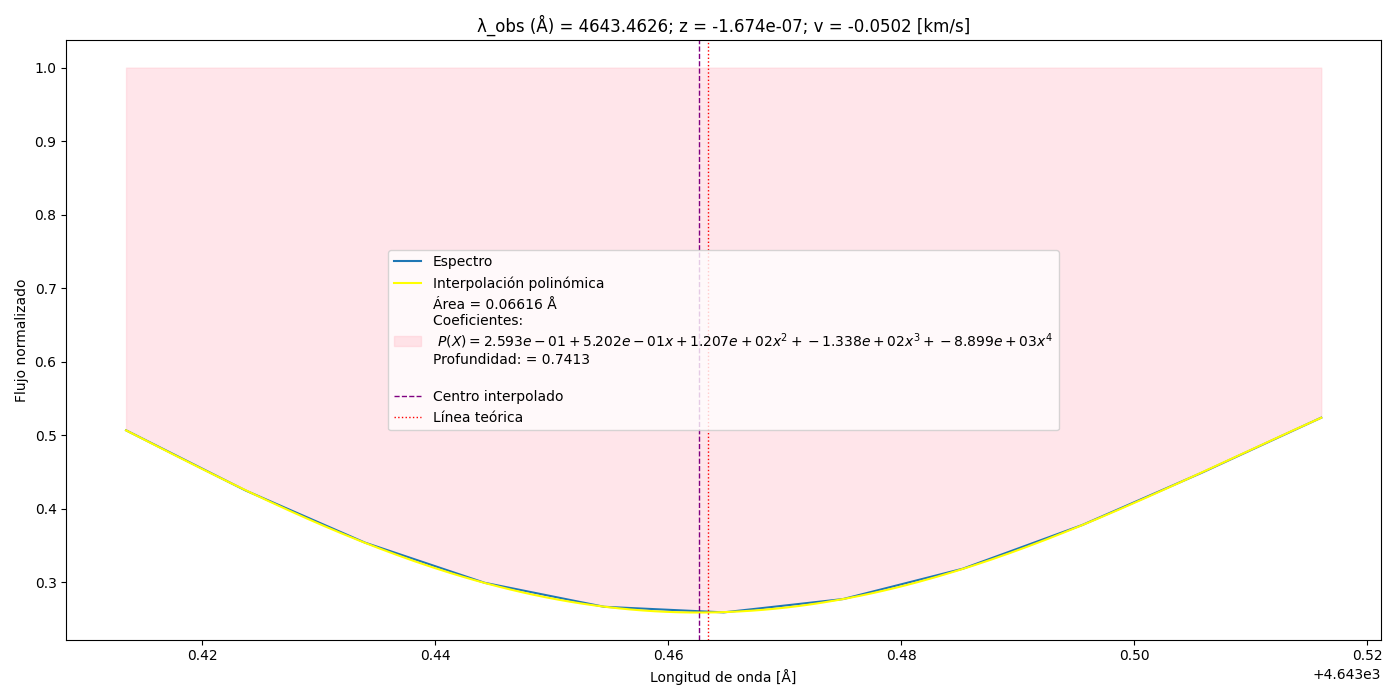 λ_obs (Å) = 4643.4626; z = -1.674e-07; v = -0.0502 [km/s]
Flujo normalizado
1.0
0.9
0.8
0.7
0.6
0.5
0.4
0.3
Espectro
Interpolación polinómica
Área = 0.06616 Å
Coeficientes:
P(X) = 2.593e − 01 + 5.202e − 01x + 1.207e + 02x² + − 1.338e + 02x³ + − 8.899e + 03x⁴
Profundidad: = 0.7413
Centro interpolado
Línea teórica
0.42 0.44 0.46 0.48 0.50 0.52
+4.643e3
Longitud de onda [Å]